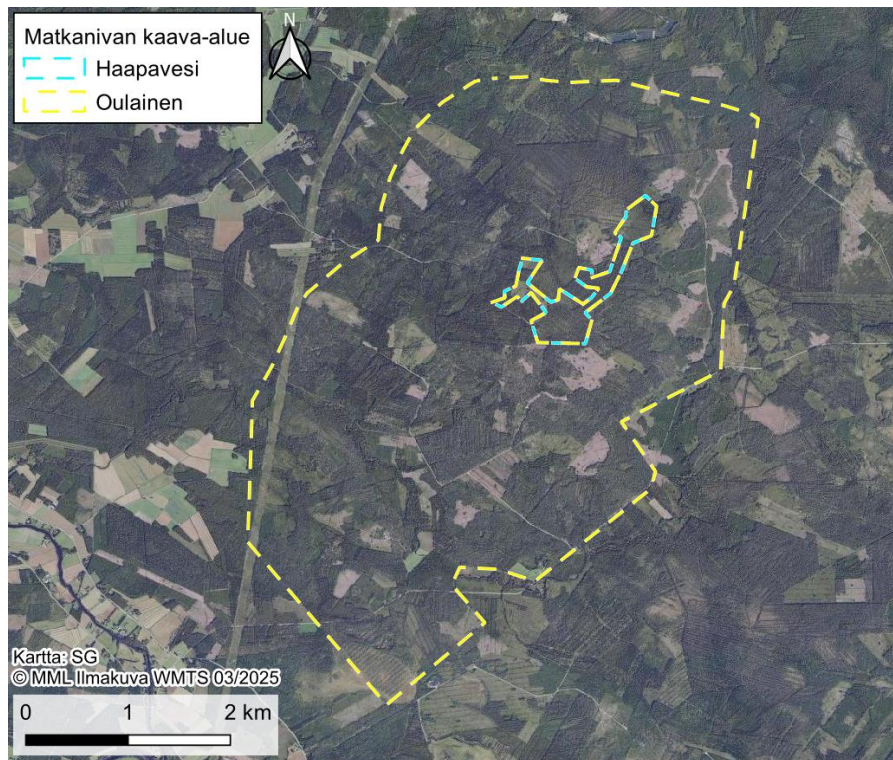 Matkanivan kaava-alue
Haapavesi
Oulainen
N
Kartta: SG
© MML Ilmakuva WMTS 03/2025
0 1 2 km